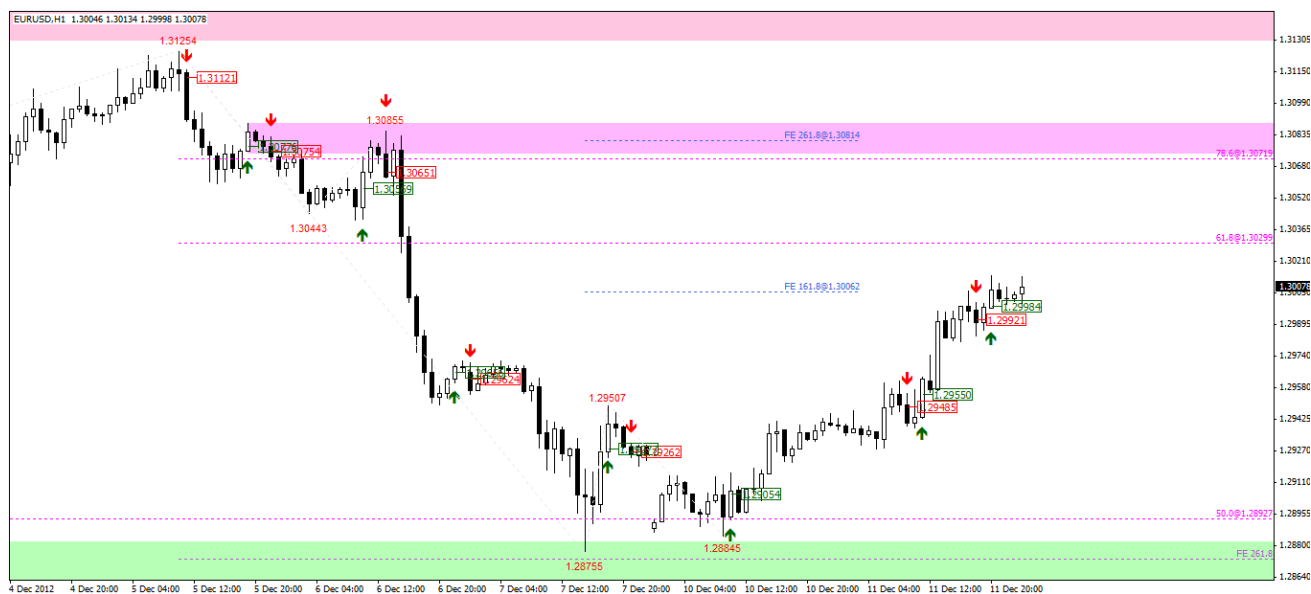 EURUSD,H1 1.30046 1.30134 1.29998 1.30078
1.31254
1.31305
1.31121
1.31150
1.30990
1.30855
FE 261.8@1.30814
1.30835
1.30754
78.6@1.30719
1.30680
1.30651
1.30520
1.30443
1.30365
61.8@1.30299
1.30210
FE 161.8@1.30062
1.30078
1.29984
1.29921
1.29895
1.29740
1.29624
1.29580
1.29550
1.29507
1.29485
1.29425
1.29262
1.29270
1.29110
1.29054
50.0@1.28927
1.28955
1.28845
1.28800
FE 261.8
1.28755
1.28640
4 Dec 2012
4 Dec 20:00
5 Dec 04:00
5 Dec 12:00
5 Dec 20:00
6 Dec 04:00
6 Dec 12:00
6 Dec 20:00
7 Dec 04:00
7 Dec 12:00
7 Dec 20:00
10 Dec 04:00
10 Dec 12:00
10 Dec 20:00
11 Dec 04:00
11 Dec 12:00
11 Dec 20:00